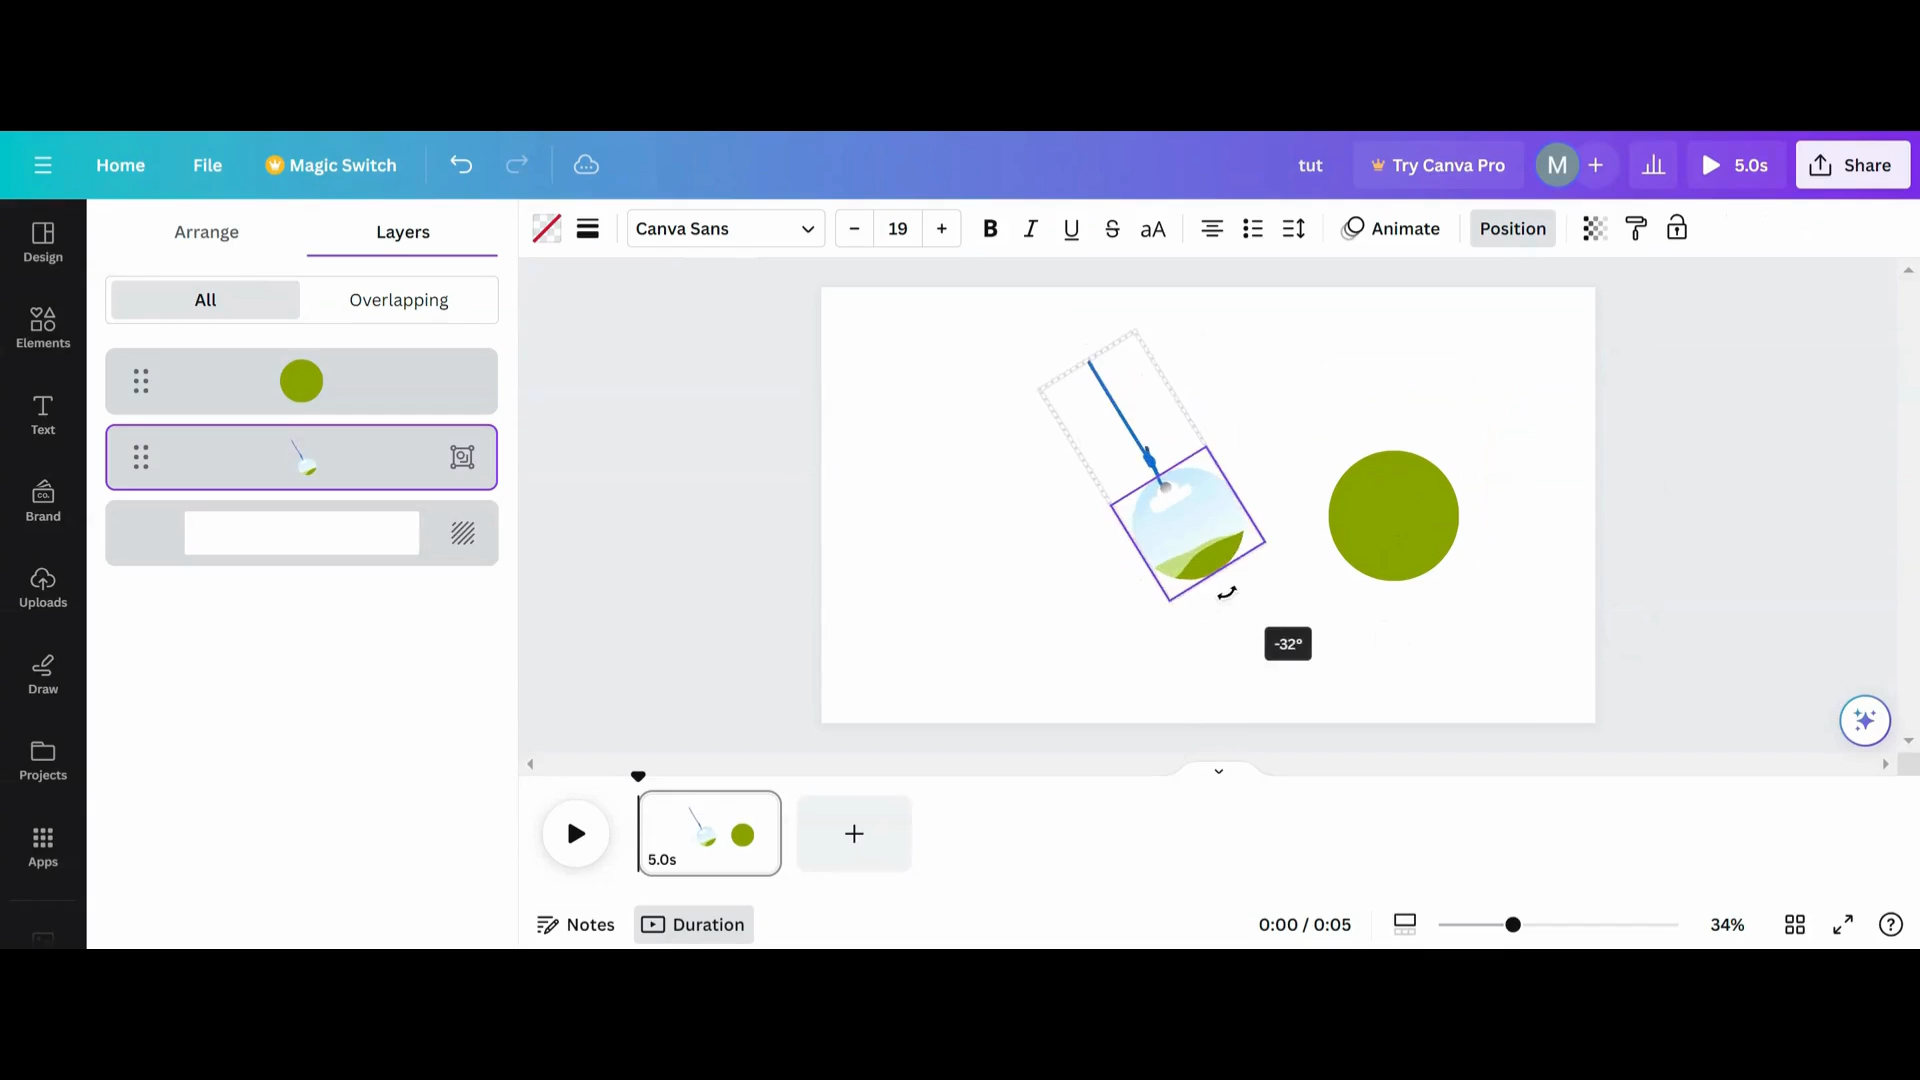 Home File Magic Switch tut Try Canva Pro M 5.0s Share
Design
Elements
Text
Brand
CO.
Uploads
Draw
Projects
Apps
Arrange Layers
All Overlapping
Canva Sans 19 B I U S aA Animate Position
-32°
5.0s
Notes Duration 0:00 / 0:05 34%